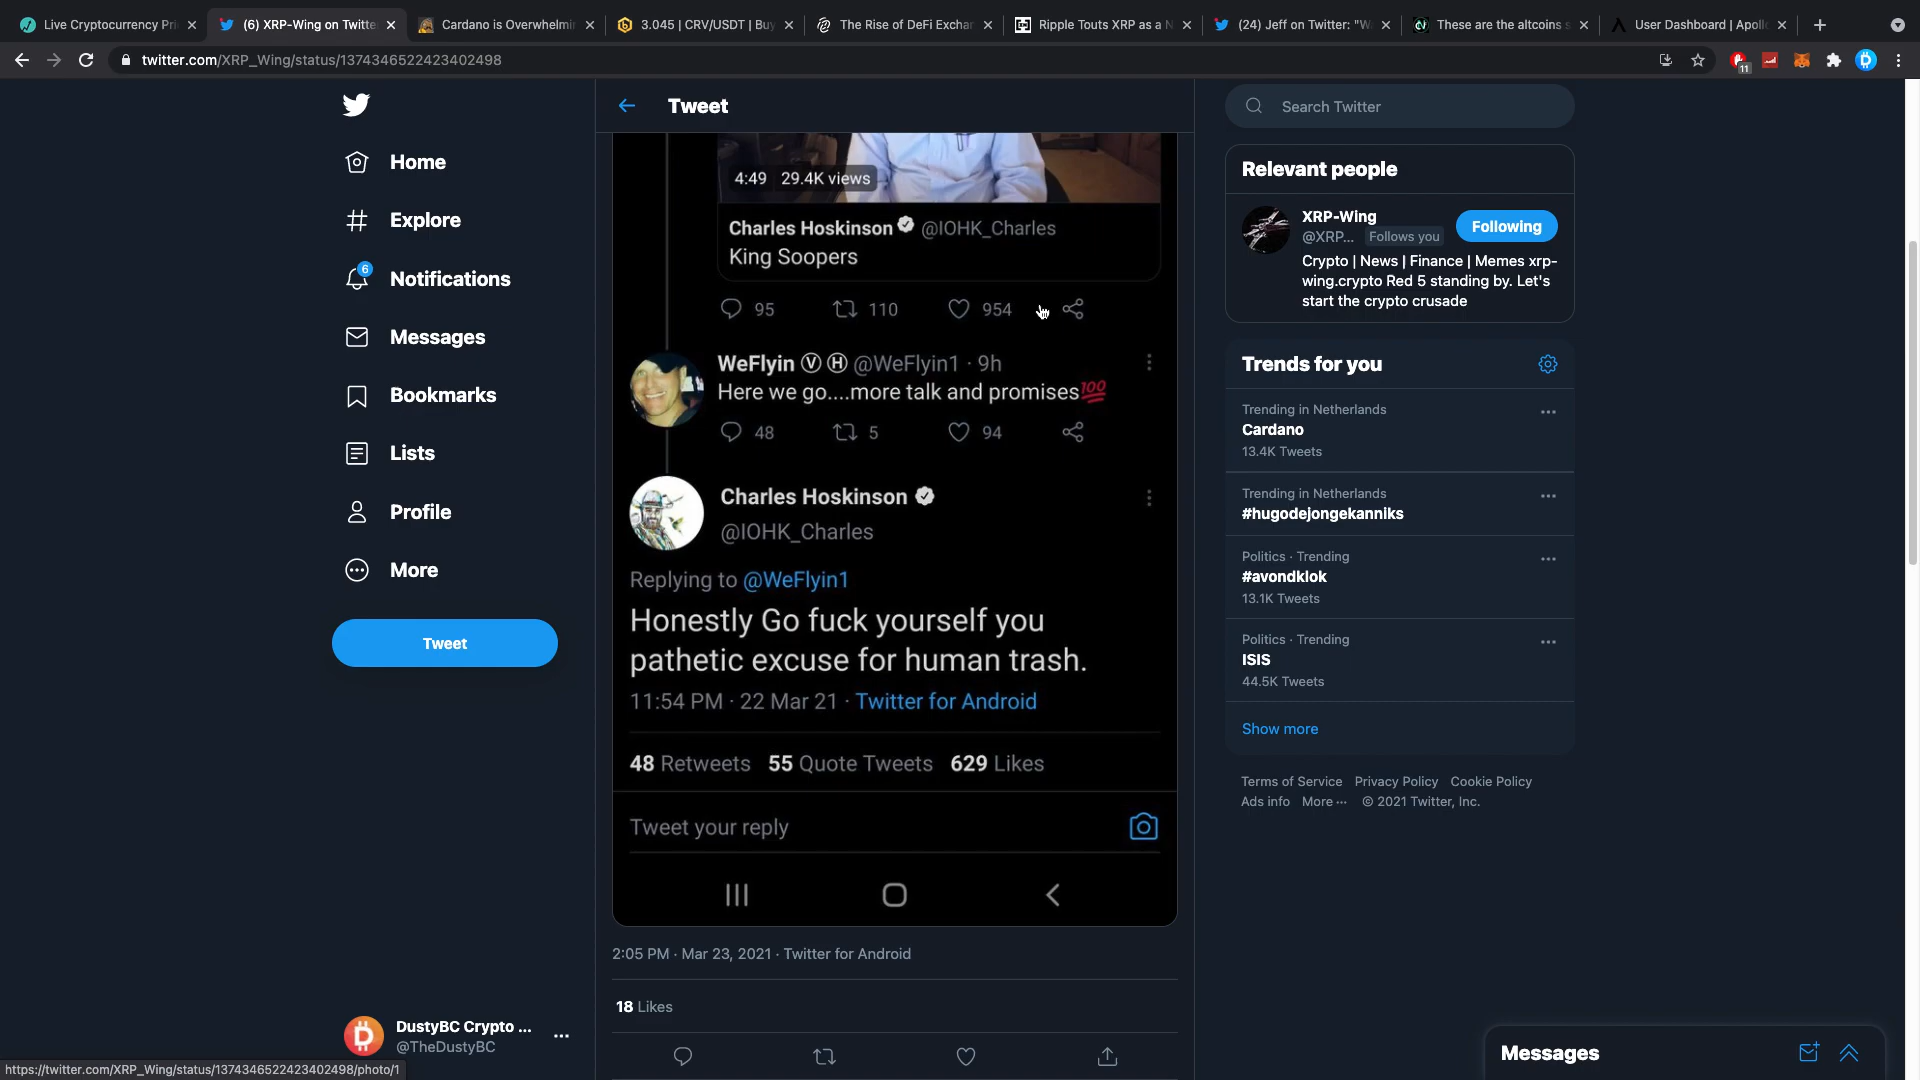 Live Cryptocurrency Pri
(6) XRP-Wing on Twitte
Cardano is Overwhelmin
3.045 | CRV/USDT | Buy
The Rise of DeFi Exchan
Ripple Touts XRP as a N
(24) Jeff on Twitter: "W
These are the altcoins s
User Dashboard | Apoll
twitter.com/XRP_Wing/status/1374346522423402498
11
Home
Explore
6
Notifications
Messages
Bookmarks
Lists
Profile
More
Tweet
DustyBC Crypto ...
@TheDustyBC
https://twitter.com/XRP_Wing/status/1374346522423402498/photo/1
Tweet
4:49 29.4K views
Charles Hoskinson @IOHK_Charles
King Soopers
95 110 954
WeFlyin Ⓥ Ⓗ @WeFlyin1 · 9h
Here we go....more talk and promises💯
48 5 94
Charles Hoskinson
@IOHK_Charles
Replying to @WeFlyin1
Honestly Go fuck yourself you
pathetic excuse for human trash.
11:54 PM · 22 Mar 21 · Twitter for Android
48 Retweets 55 Quote Tweets 629 Likes
Tweet your reply
2:05 PM · Mar 23, 2021 · Twitter for Android
18 Likes
Search Twitter
Relevant people
XRP-Wing
@XRP... Follows you
Following
Crypto | News | Finance | Memes xrp-
wing.crypto Red 5 standing by. Let's
start the crypto crusade
Trends for you
Trending in Netherlands
Cardano
13.4K Tweets
Trending in Netherlands
#hugodejongekanniks
Politics · Trending
#avondklok
13.1K Tweets
Politics · Trending
ISIS
44.5K Tweets
Show more
Terms of Service Privacy Policy Cookie Policy
Ads info More ··· © 2021 Twitter, Inc.
Messages